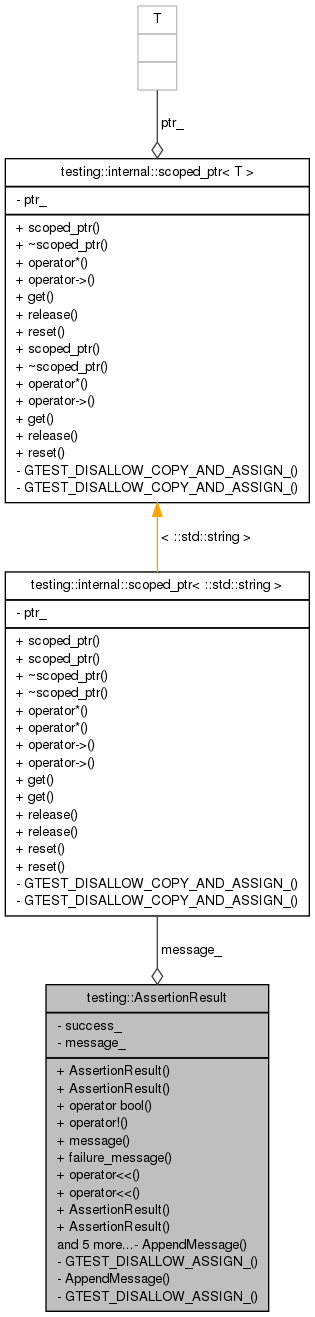 T
ptr_
testing::internal::scoped_ptr< T >
- ptr_
+ scoped_ptr()
+ ~scoped_ptr()
+ operator*()
+ operator->()
+ get()
+ release()
+ reset()
+ scoped_ptr()
+ ~scoped_ptr()
+ operator*()
+ operator->()
+ get()
+ release()
+ reset()
- GTEST_DISALLOW_COPY_AND_ASSIGN_()
- GTEST_DISALLOW_COPY_AND_ASSIGN_()
< ::std::string >
testing::internal::scoped_ptr< ::std::string >
- ptr_
+ scoped_ptr()
+ scoped_ptr()
+ ~scoped_ptr()
+ ~scoped_ptr()
+ operator*()
+ operator*()
+ operator->()
+ operator->()
+ get()
+ get()
+ release()
+ release()
+ reset()
+ reset()
- GTEST_DISALLOW_COPY_AND_ASSIGN_()
- GTEST_DISALLOW_COPY_AND_ASSIGN_()
message_
testing::AssertionResult
- success_
- message_
+ AssertionResult()
+ AssertionResult()
+ operator bool()
+ operator!()
+ message()
+ failure_message()
+ operator<<()
+ operator<<()
+ AssertionResult()
+ AssertionResult()
and 5 more...- AppendMessage()
- GTEST_DISALLOW_ASSIGN_()
- AppendMessage()
- GTEST_DISALLOW_ASSIGN_()